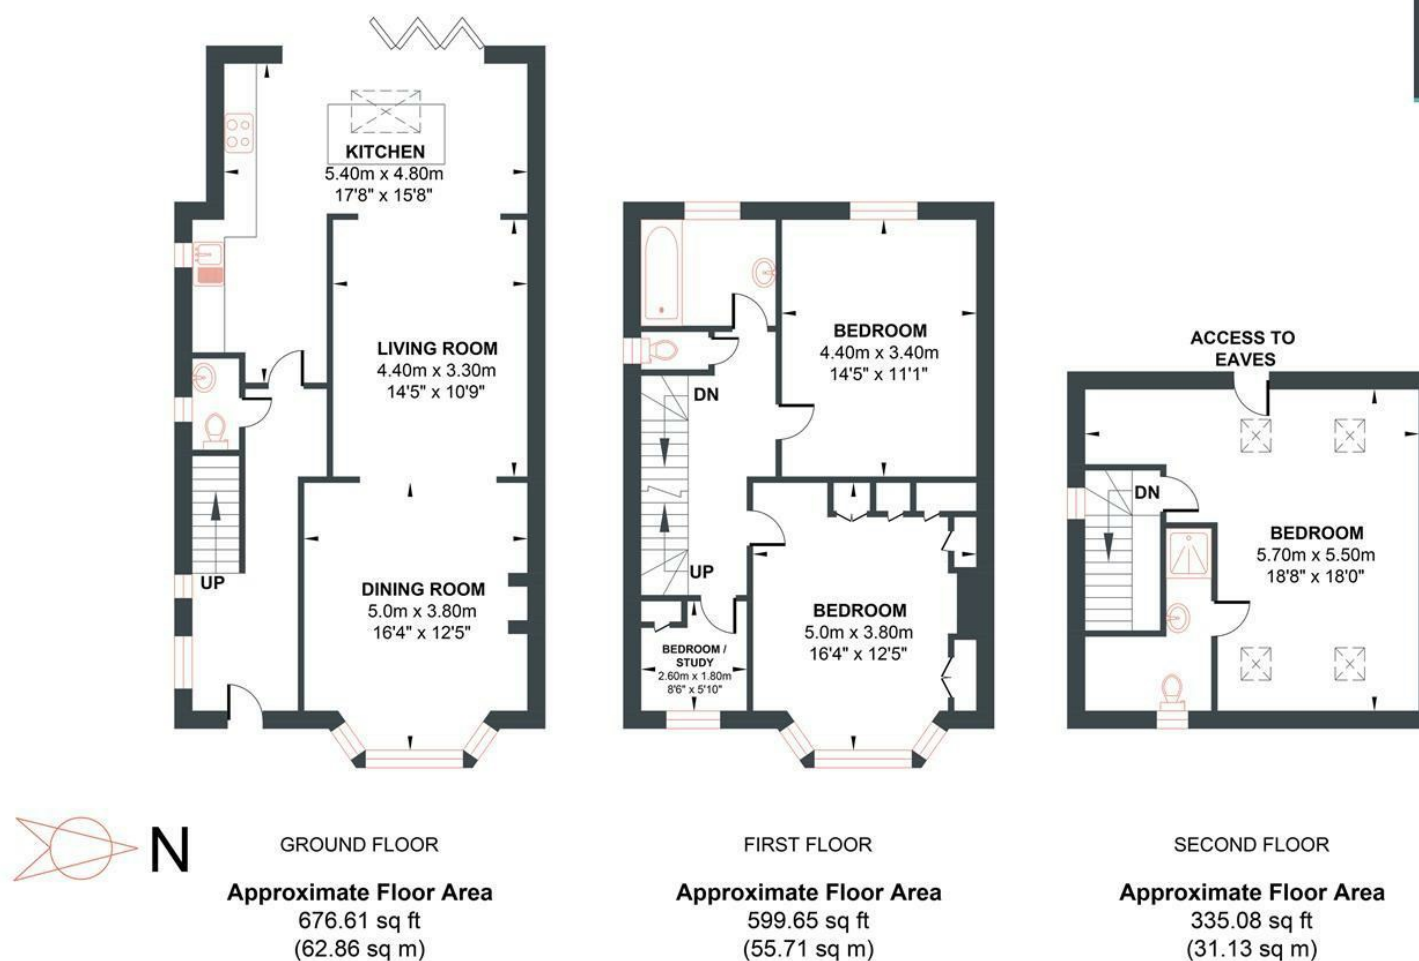 KITCHEN
5.40m x 4.80m
17'8" x 15'8"
LIVING ROOM
4.40m x 3.30m
14'5" x 10'9"
DINING ROOM
5.0m x 3.80m
16'4" x 12'5"
UP
BEDROOM
4.40m x 3.40m
14'5" x 11'1"
DN
UP
BEDROOM
5.0m x 3.80m
16'4" x 12'5"
BEDROOM /
STUDY
2.60m x 1.80m
8'6" x 5'10"
ACCESS TO
EAVES
DN
BEDROOM
5.70m x 5.50m
18'8" x 18'0"
N
GROUND FLOOR
Approximate Floor Area
676.61 sq ft
(62.86 sq m)
FIRST FLOOR
Approximate Floor Area
599.65 sq ft
(55.71 sq m)
SECOND FLOOR
Approximate Floor Area
335.08 sq ft
(31.13 sq m)